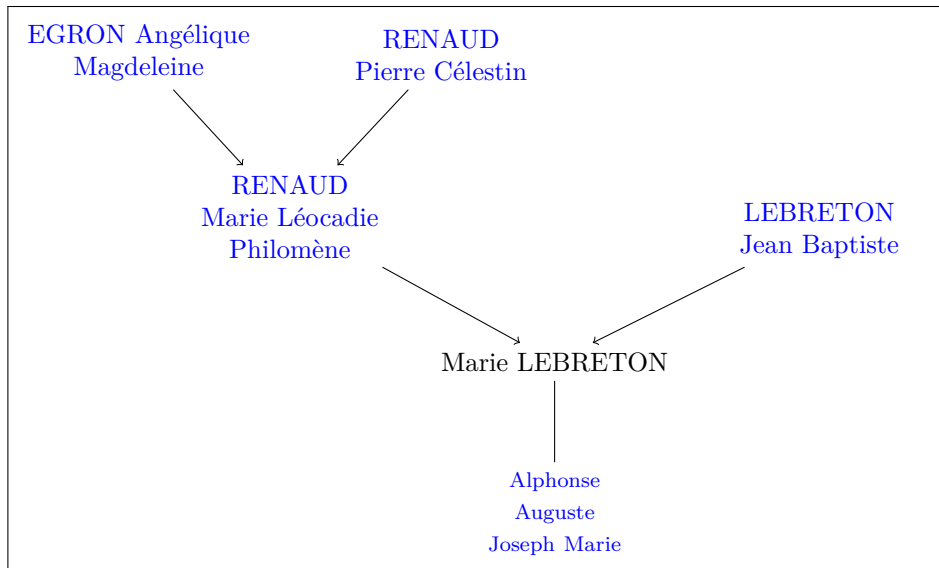 EGRON Angélique
Magdeleine
RENAUD
Pierre Célestin
RENAUD
Marie Léocadie
Philomène
LEBRETON
Jean Baptiste
Marie LEBRETON
Alphonse
Auguste
Joseph Marie